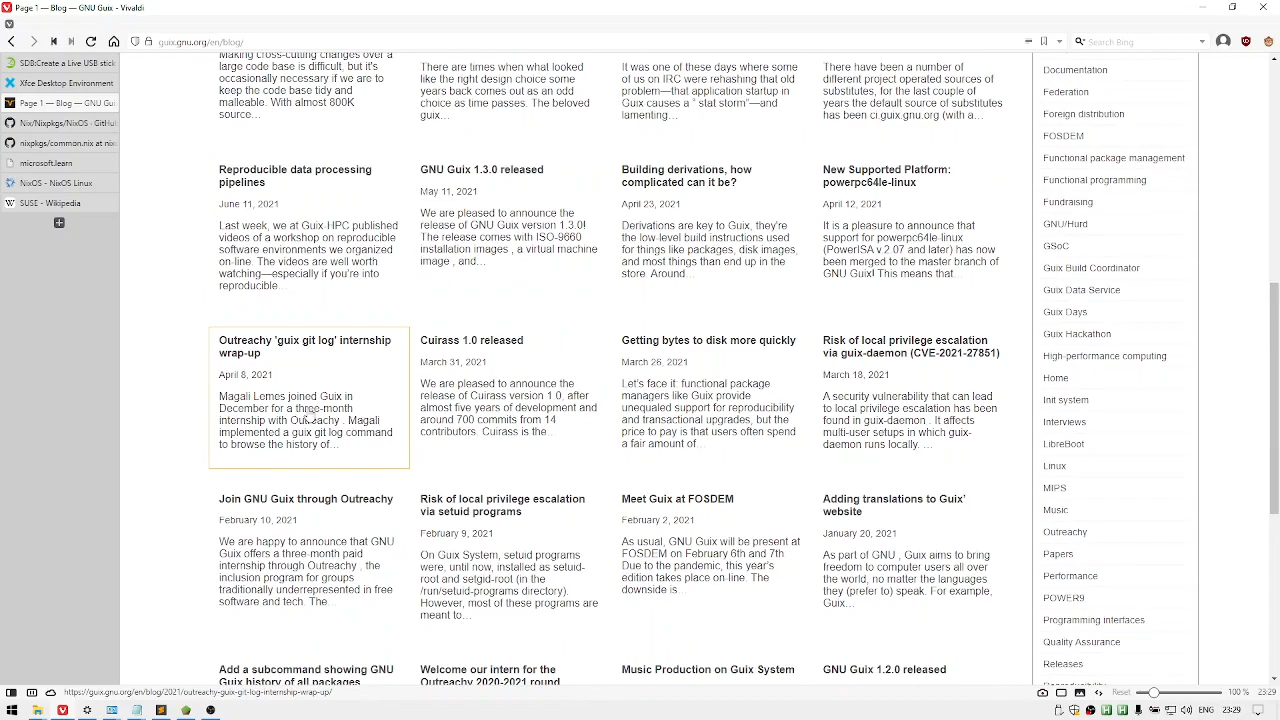 Page 1 — Blog — GNU Guix - Vivaldi
guix.gnu.org/en/blog/
Search Bing
SDB:Create a Live USB stick
Xfce Desktop Environment
Page 1 — Blog — GNU Gui
Nix/Nixpkgs/NixOS · GitHub
nixpkgs/common.nix at nix
microsoft.learn
NixOS - NixOS Linux
SUSE - Wikipedia
Making cross-cutting changes over a
large code base is difficult, but it's
occasionally necessary if we are to
keep the code base tidy and
malleable. With almost 800K
source…
There are times when what looked
like the right design choice some
years back comes out as an odd
choice as time passes. The beloved
guix…
It was one of these days where some
of us on IRC were rehashing that old
problem—that application startup in
Guix causes a “ stat storm”—and
lamenting…
There have been a number of
different project operated sources of
substitutes, for the last couple of
years the default source of substitutes
has been ci.guix.gnu.org (with a…
Reproducible data processing
pipelines
June 11, 2021
Last week, we at Guix-HPC published
videos of a workshop on reproducible
software environments we organized
on-line. The videos are well worth
watching—especially if you're into
reproducible…
GNU Guix 1.3.0 released
May 11, 2021
We are pleased to announce the
release of GNU Guix version 1.3.0!
The release comes with ISO-9660
installation images , a virtual machine
image , and…
Building derivations, how
complicated can it be?
April 23, 2021
Derivations are key to Guix, they're
the low-level build instructions used
for things like packages, disk images,
and most things than end up in the
store. Around…
New Supported Platform:
powerpc64le-linux
April 12, 2021
It is a pleasure to announce that
support for powerpc64le-linux
(PowerISA v.2.07 and later) has now
been merged to the master branch of
GNU Guix! This means that…
Outreachy 'guix git log' internship
wrap-up
April 8, 2021
Magali Lemes joined Guix in
December for a three-month
internship with Outreachy . Magali
implemented a guix git log command
to browse the history of…
Cuirass 1.0 released
March 31, 2021
We are pleased to announce the
release of Cuirass version 1.0, after
almost five years of development and
around 700 commits from 14
contributors. Cuirass is the…
Getting bytes to disk more quickly
March 26, 2021
Let's face it: functional package
managers like Guix provide
unequaled support for reproducibility
and transactional upgrades, but the
price to pay is that users often spend
a fair amount of…
Risk of local privilege escalation
via guix-daemon (CVE-2021-27851)
March 18, 2021
A security vulnerability that can lead
to local privilege escalation has been
found in guix-daemon . It affects
multi-user setups in which guix-
daemon runs locally. …
Join GNU Guix through Outreachy
February 10, 2021
We are happy to announce that GNU
Guix offers a three-month paid
internship through Outreachy , the
inclusion program for groups
traditionally underrepresented in free
software and tech. The…
Risk of local privilege escalation
via setuid programs
February 9, 2021
On Guix System, setuid programs
were, until now, installed as setuid-
root and setgid-root (in the
/run/setuid-programs directory).
However, most of these programs are
meant to…
Meet Guix at FOSDEM
February 2, 2021
As usual, GNU Guix will be present at
FOSDEM on February 6th and 7th
Due to the pandemic, this year's
edition takes place on-line. The
downside is…
Adding translations to Guix'
website
January 20, 2021
As part of GNU , Guix aims to bring
freedom to computer users all over
the world, no matter the languages
they (prefer to) speak. For example,
Guix…
Add a subcommand showing GNU
Guix history of all packages
Welcome our intern for the
Outreachy 2020-2021 round
Music Production on Guix System
GNU Guix 1.2.0 released
Documentation
Federation
Foreign distribution
FOSDEM
Functional package management
Functional programming
Fundraising
GNU/Hurd
GSoC
Guix Build Coordinator
Guix Data Service
Guix Days
Guix Hackathon
High-performance computing
Home
Init system
Interviews
LibreBoot
Linux
MIPS
Music
Outreachy
Papers
Performance
POWER9
Programming interfaces
Quality Assurance
Releases
Reproducibility
https://guix.gnu.org/en/blog/2021/outreachy-guix-git-log-internship-wrap-up/
Reset
100 %
23:29
ENG
23:29